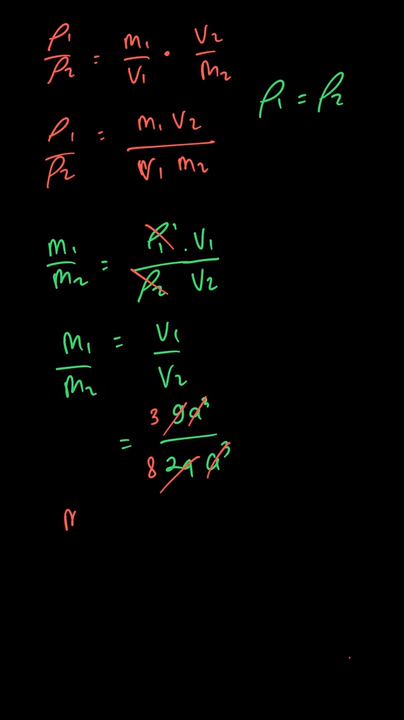 ρ₁/ρ₂ = m₁/V₁ · V₂/m₂
ρ₁ = ρ₂
ρ₁/ρ₂ = m₁ V₂ / V₁ m₂
m₁/m₂ = ρ₁ · V₁ / ρ₂ V₂
m₁/m₂ = V₁/V₂
= 3 9a³ / 8 24 a³